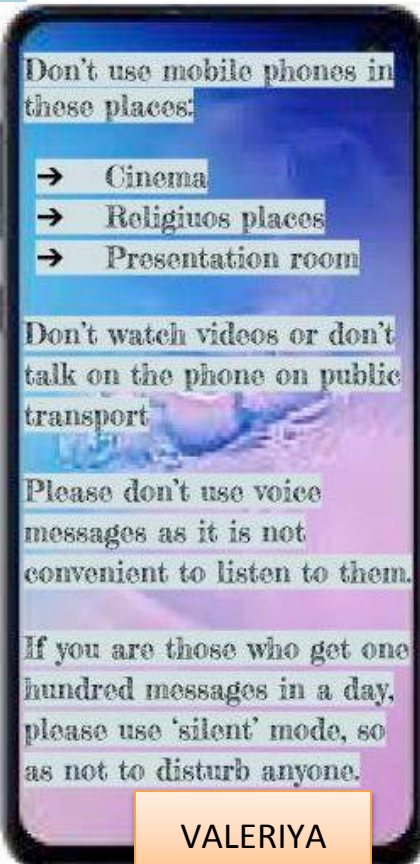 Don't use mobile phones in
these places:
➔ Cinema
➔ Religiuos places
➔ Presentation room
Don't watch videos or don't
talk on the phone on public
transport
Please don't use voice
messages as it is not
convenient to listen to them.
If you are those who get one
hundred messages in a day,
please use 'silent' mode, so
as not to disturb anyone.
VALERIYA